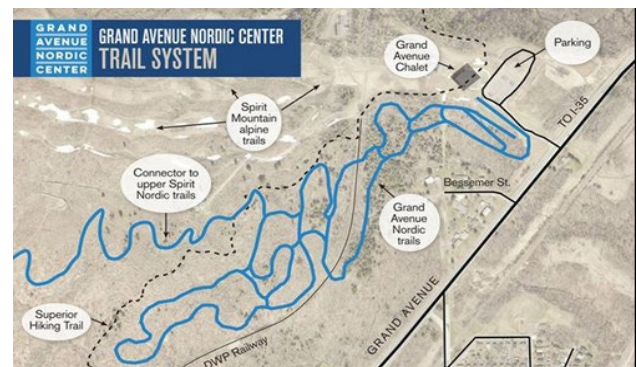 GRAND
AVENUE
NORDIC
CENTER
GRAND AVENUE NORDIC CENTER
TRAIL SYSTEM
Grand
Avenue
Chalet
Parking
Spirit
Mountain
alpine
trails
TO I-35
Connector to
upper Spirit
Nordic trails
Bessemer St.
Grand
Avenue
Nordic
trails
Superior
Hiking Trail
DWP Railway
GRAND AVENUE